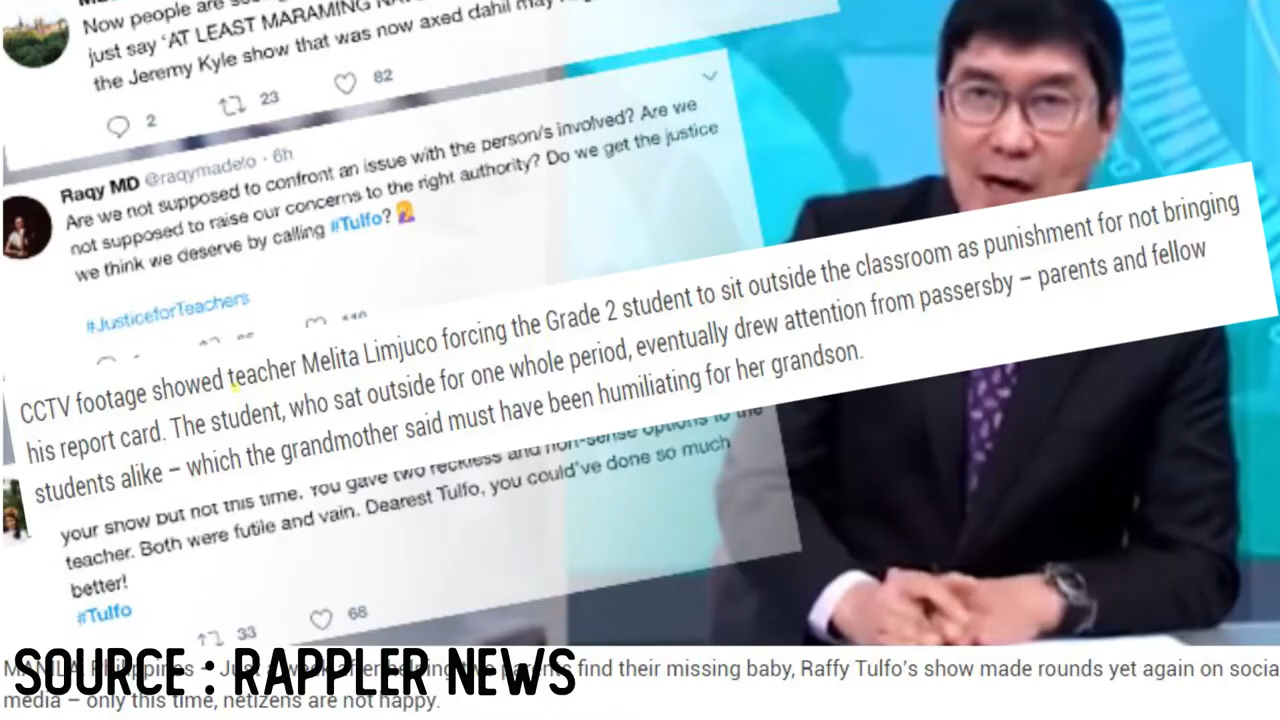 Now people are
just say 'AT LEAST MARAMING
the Jeremy Kyle show that was now axed dahil may
2 23 82
Raqy MD @raqymadelo · 6h
Are we not supposed to confront an issue with the person/s involved? Are we
not supposed to raise our concerns to the right authority? Do we get the justice
we think we deserve by calling #Tulfo? 🤦‍♀️
#JusticeforTeachers
CCTV footage showed teacher Melita Limjuco forcing the Grade 2 student to sit outside the classroom as punishment for not bringing
his report card. The student, who sat outside for one whole period, eventually drew attention from passersby – parents and fellow
students alike – which the grandmother said must have been humiliating for her grandson.
your show but not this time. You gave two reckless and non-sense options to the
teacher. Both were futile and vain. Dearest Tulfo, you could've done so much
better!
#Tulfo
33 68
SOURCE : RAPPLER NEWS
MANILA, Philippines – Just a week after helping two parents find their missing baby, Raffy Tulfo's show made rounds yet again on social
media – only this time, netizens are not happy.